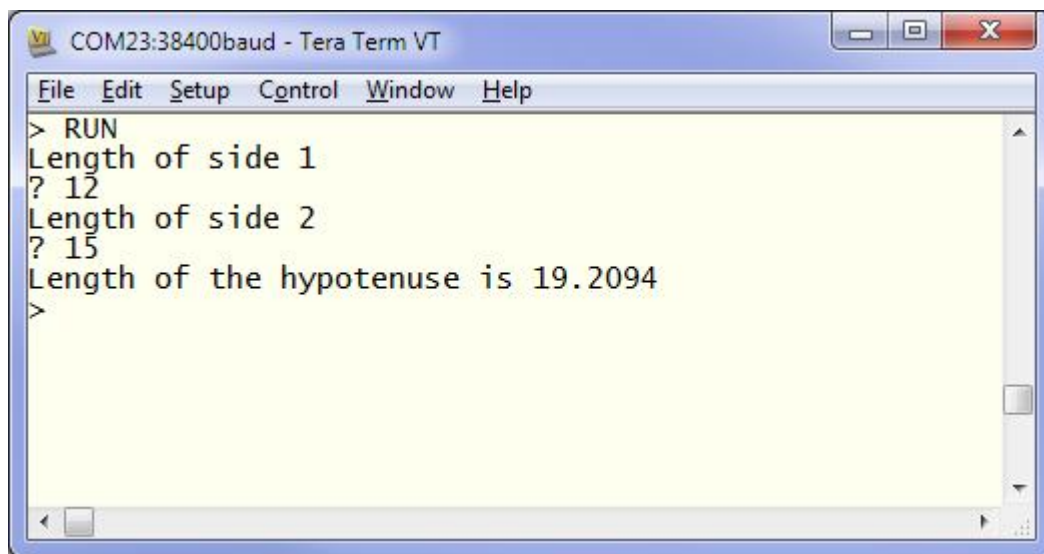 COM23:38400baud - Tera Term VT
File Edit Setup Control Window Help
> RUN
Length of side 1
? 12
Length of side 2
? 15
Length of the hypotenuse is 19.2094
>